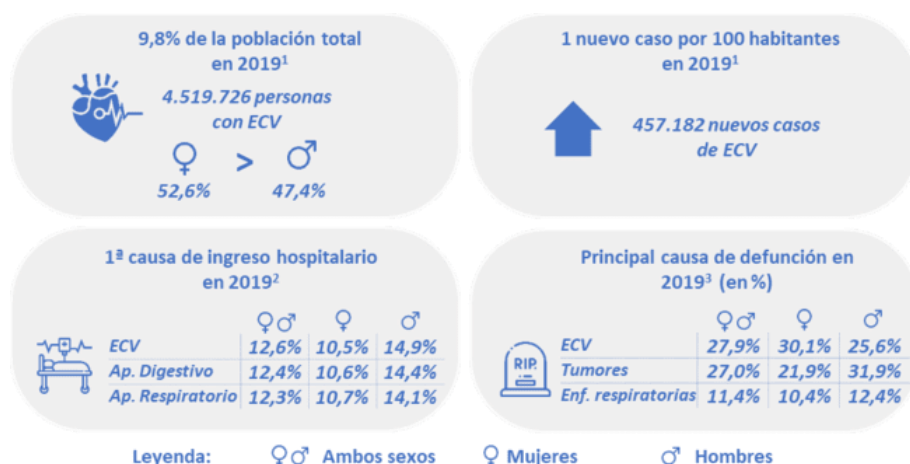 9,8% de la población total
en 2019¹
4.519.726 personas
con ECV
>
52,6% 47,4%
1 nuevo caso por 100 habitantes
en 2019¹
457.182 nuevos casos
de ECV
1ª causa de ingreso hospitalario
en 2019²
♀♂ ♀ ♂
ECV 12,6% 10,5% 14,9%
Ap. Digestivo 12,4% 10,6% 14,4%
Ap. Respiratorio 12,3% 10,7% 14,1%
Principal causa de defunción en
2019³ (en %)
♀♂ ♀ ♂
RIP.
ECV 27,9% 30,1% 25,6%
Tumores 27,0% 21,9% 31,9%
Enf. respiratorias 11,4% 10,4% 12,4%
Leyenda: ♀♂ Ambos sexos ♀ Mujeres ♂ Hombres